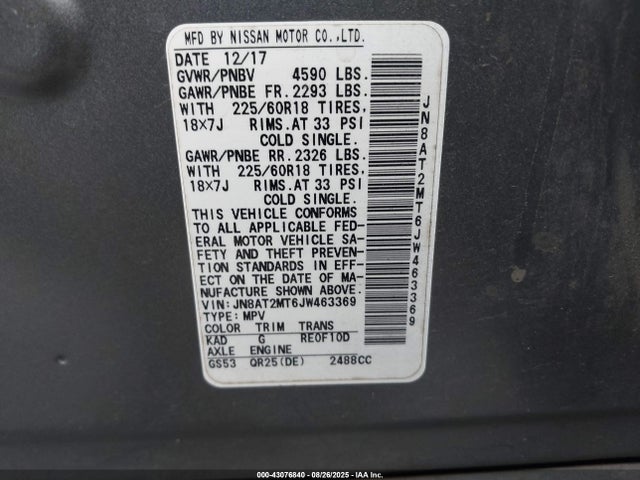 MFD BY NISSAN MOTOR CO.,LTD.
DATE 12/17
GVWR/PNBV 4590 LBS.
GAWR/PNBE FR. 2293 LBS.
WITH 225/60R18 TIRES,
18×7J RIMS.AT 33 PSI
COLD SINGLE.
GAWR/PNBE RR. 2326 LBS.
WITH 225/60R18 TIRES,
18×7J RIMS.AT 33 PSI
COLD SINGLE.
THIS VEHICLE CONFORMS
TO ALL APPLICABLE FED-
ERAL MOTOR VEHICLE SA-
FETY AND THEFT PREVEN-
TION STANDARDS IN EFF-
ECT ON THE DATE OF MA-
NUFACTURE SHOWN ABOVE.
VIN:JN8AT2MT6JW463369
TYPE:MPV
COLOR TRIM TRANS
KAD G RE0F10D
AXLE ENGINE
GS53 QR25(DE) 2488CC
JN8AT2MT6JW463369
000-43076840 - 08/26/2025 - IAA Inc.